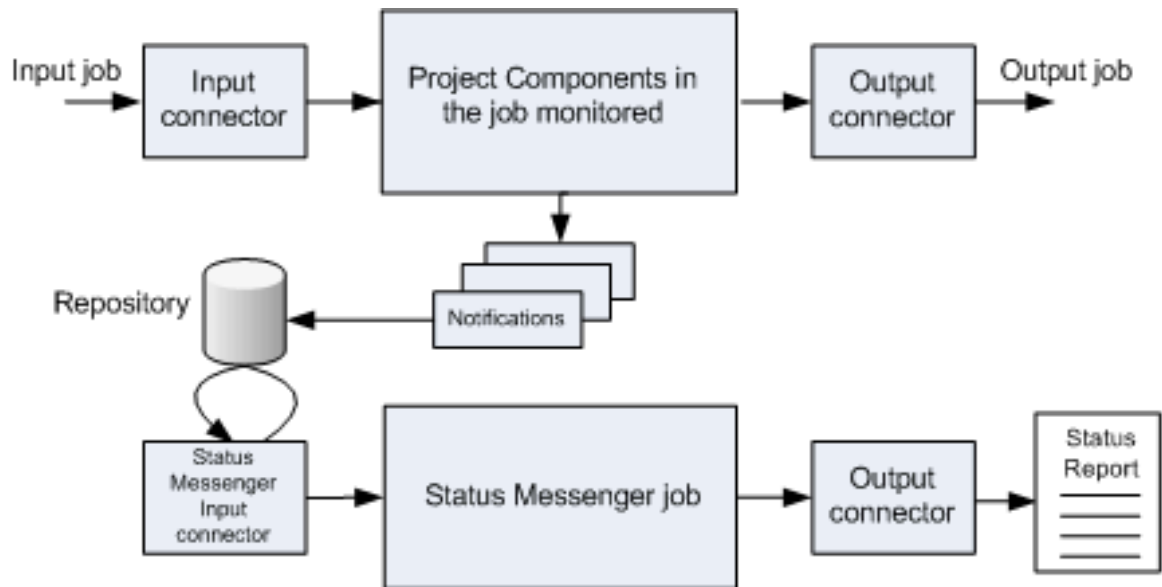 Input job
Input
connector
Project Components in
the job monitored
Output
connector
Output job
Repository
Notifications
Status
Messenger
Input
connector
Status Messenger job
Output
connector
Status
Report